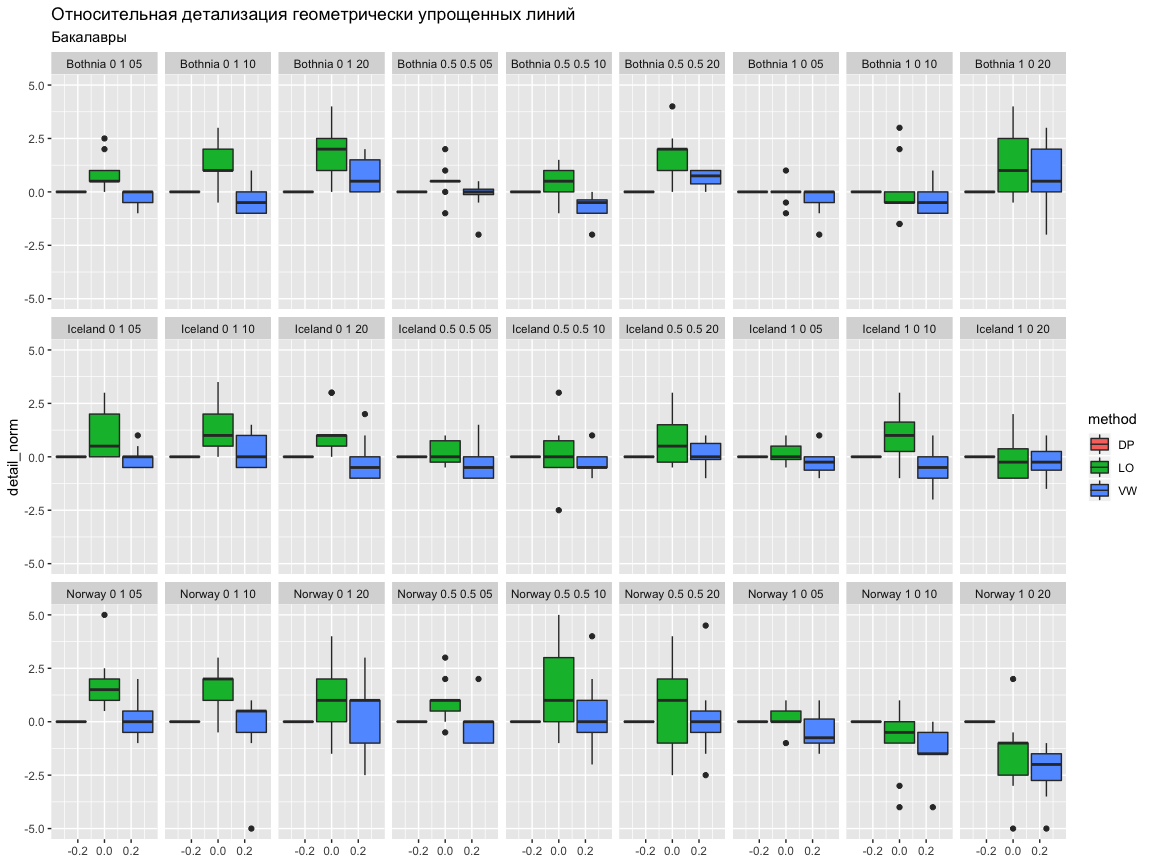 Относительная детализация геометрически упрощенных линий
Бакалавры
Bothnia 0 1 05 Bothnia 0 1 10 Bothnia 0 1 20 Bothnia 0.5 0.5 05 Bothnia 0.5 0.5 10 Bothnia 0.5 0.5 20 Bothnia 1 0 05 Bothnia 1 0 10 Bothnia 1 0 20
5.0
2.5
0.0
-2.5
-5.0
Iceland 0 1 05 Iceland 0 1 10 Iceland 0 1 20 Iceland 0.5 0.5 05 Iceland 0.5 0.5 10 Iceland 0.5 0.5 20 Iceland 1 0 05 Iceland 1 0 10 Iceland 1 0 20
5.0
2.5
0.0
-2.5
-5.0
detail_norm
method
DP
LO
VW
Norway 0 1 05 Norway 0 1 10 Norway 0 1 20 Norway 0.5 0.5 05 Norway 0.5 0.5 10 Norway 0.5 0.5 20 Norway 1 0 05 Norway 1 0 10 Norway 1 0 20
5.0
2.5
0.0
-2.5
-5.0
-0.2 0.0 0.2 -0.2 0.0 0.2 -0.2 0.0 0.2 -0.2 0.0 0.2 -0.2 0.0 0.2 -0.2 0.0 0.2 -0.2 0.0 0.2 -0.2 0.0 0.2 -0.2 0.0 0.2